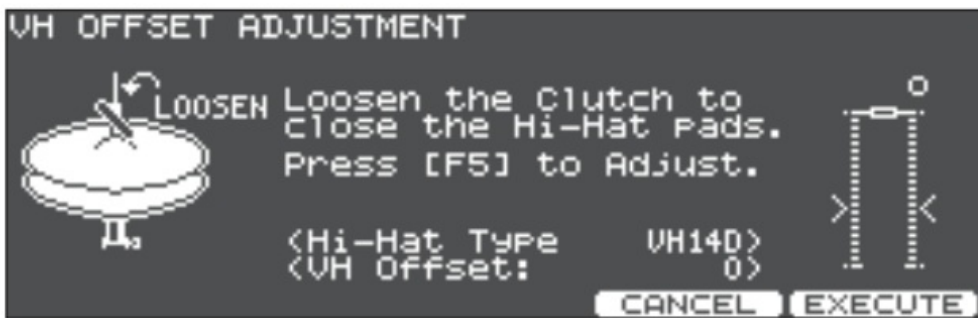 VH OFFSET ADJUSTMENT
LOOSEN
Loosen the Clutch to
close the Hi-Hat pads.
Press [F5] to Adjust.
<Hi-Hat Type VH14D>
<VH Offset: 0>
CANCEL EXECUTE